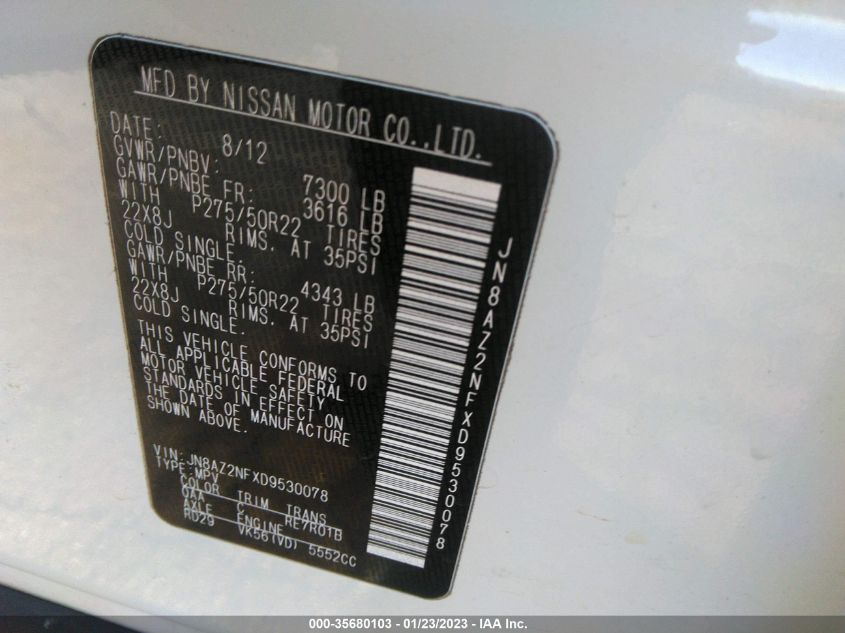 MFD BY NISSAN MOTOR CO.,LTD.
DATE: 8/12
GVWR/PNBV: 7300 LB
GAWR/PNBE FR: 3616 LB
WITH P275/50R22 TIRES
22X8J RIMS, AT 35PSI
COLD SINGLE.
GAWR/PNBE RR: 4343 LB
WITH P275/50R22 TIRES
22X8J RIMS, AT 35PSI
COLD SINGLE.
THIS VEHICLE CONFORMS TO
ALL APPLICABLE FEDERAL
MOTOR VEHICLE SAFETY
STANDARDS IN EFFECT ON
THE DATE OF MANUFACTURE
SHOWN ABOVE.
VIN:JN8AZ2NFXD9530078
TYPE:MPV
COLOR TRIM TRANS
QAA C RE7R01B
AXLE ENGINE
RD29 VK56(VD) 5552CC
JN8AZ2NFXD9530078
000-35680103 - 01/23/2023 - IAA Inc.